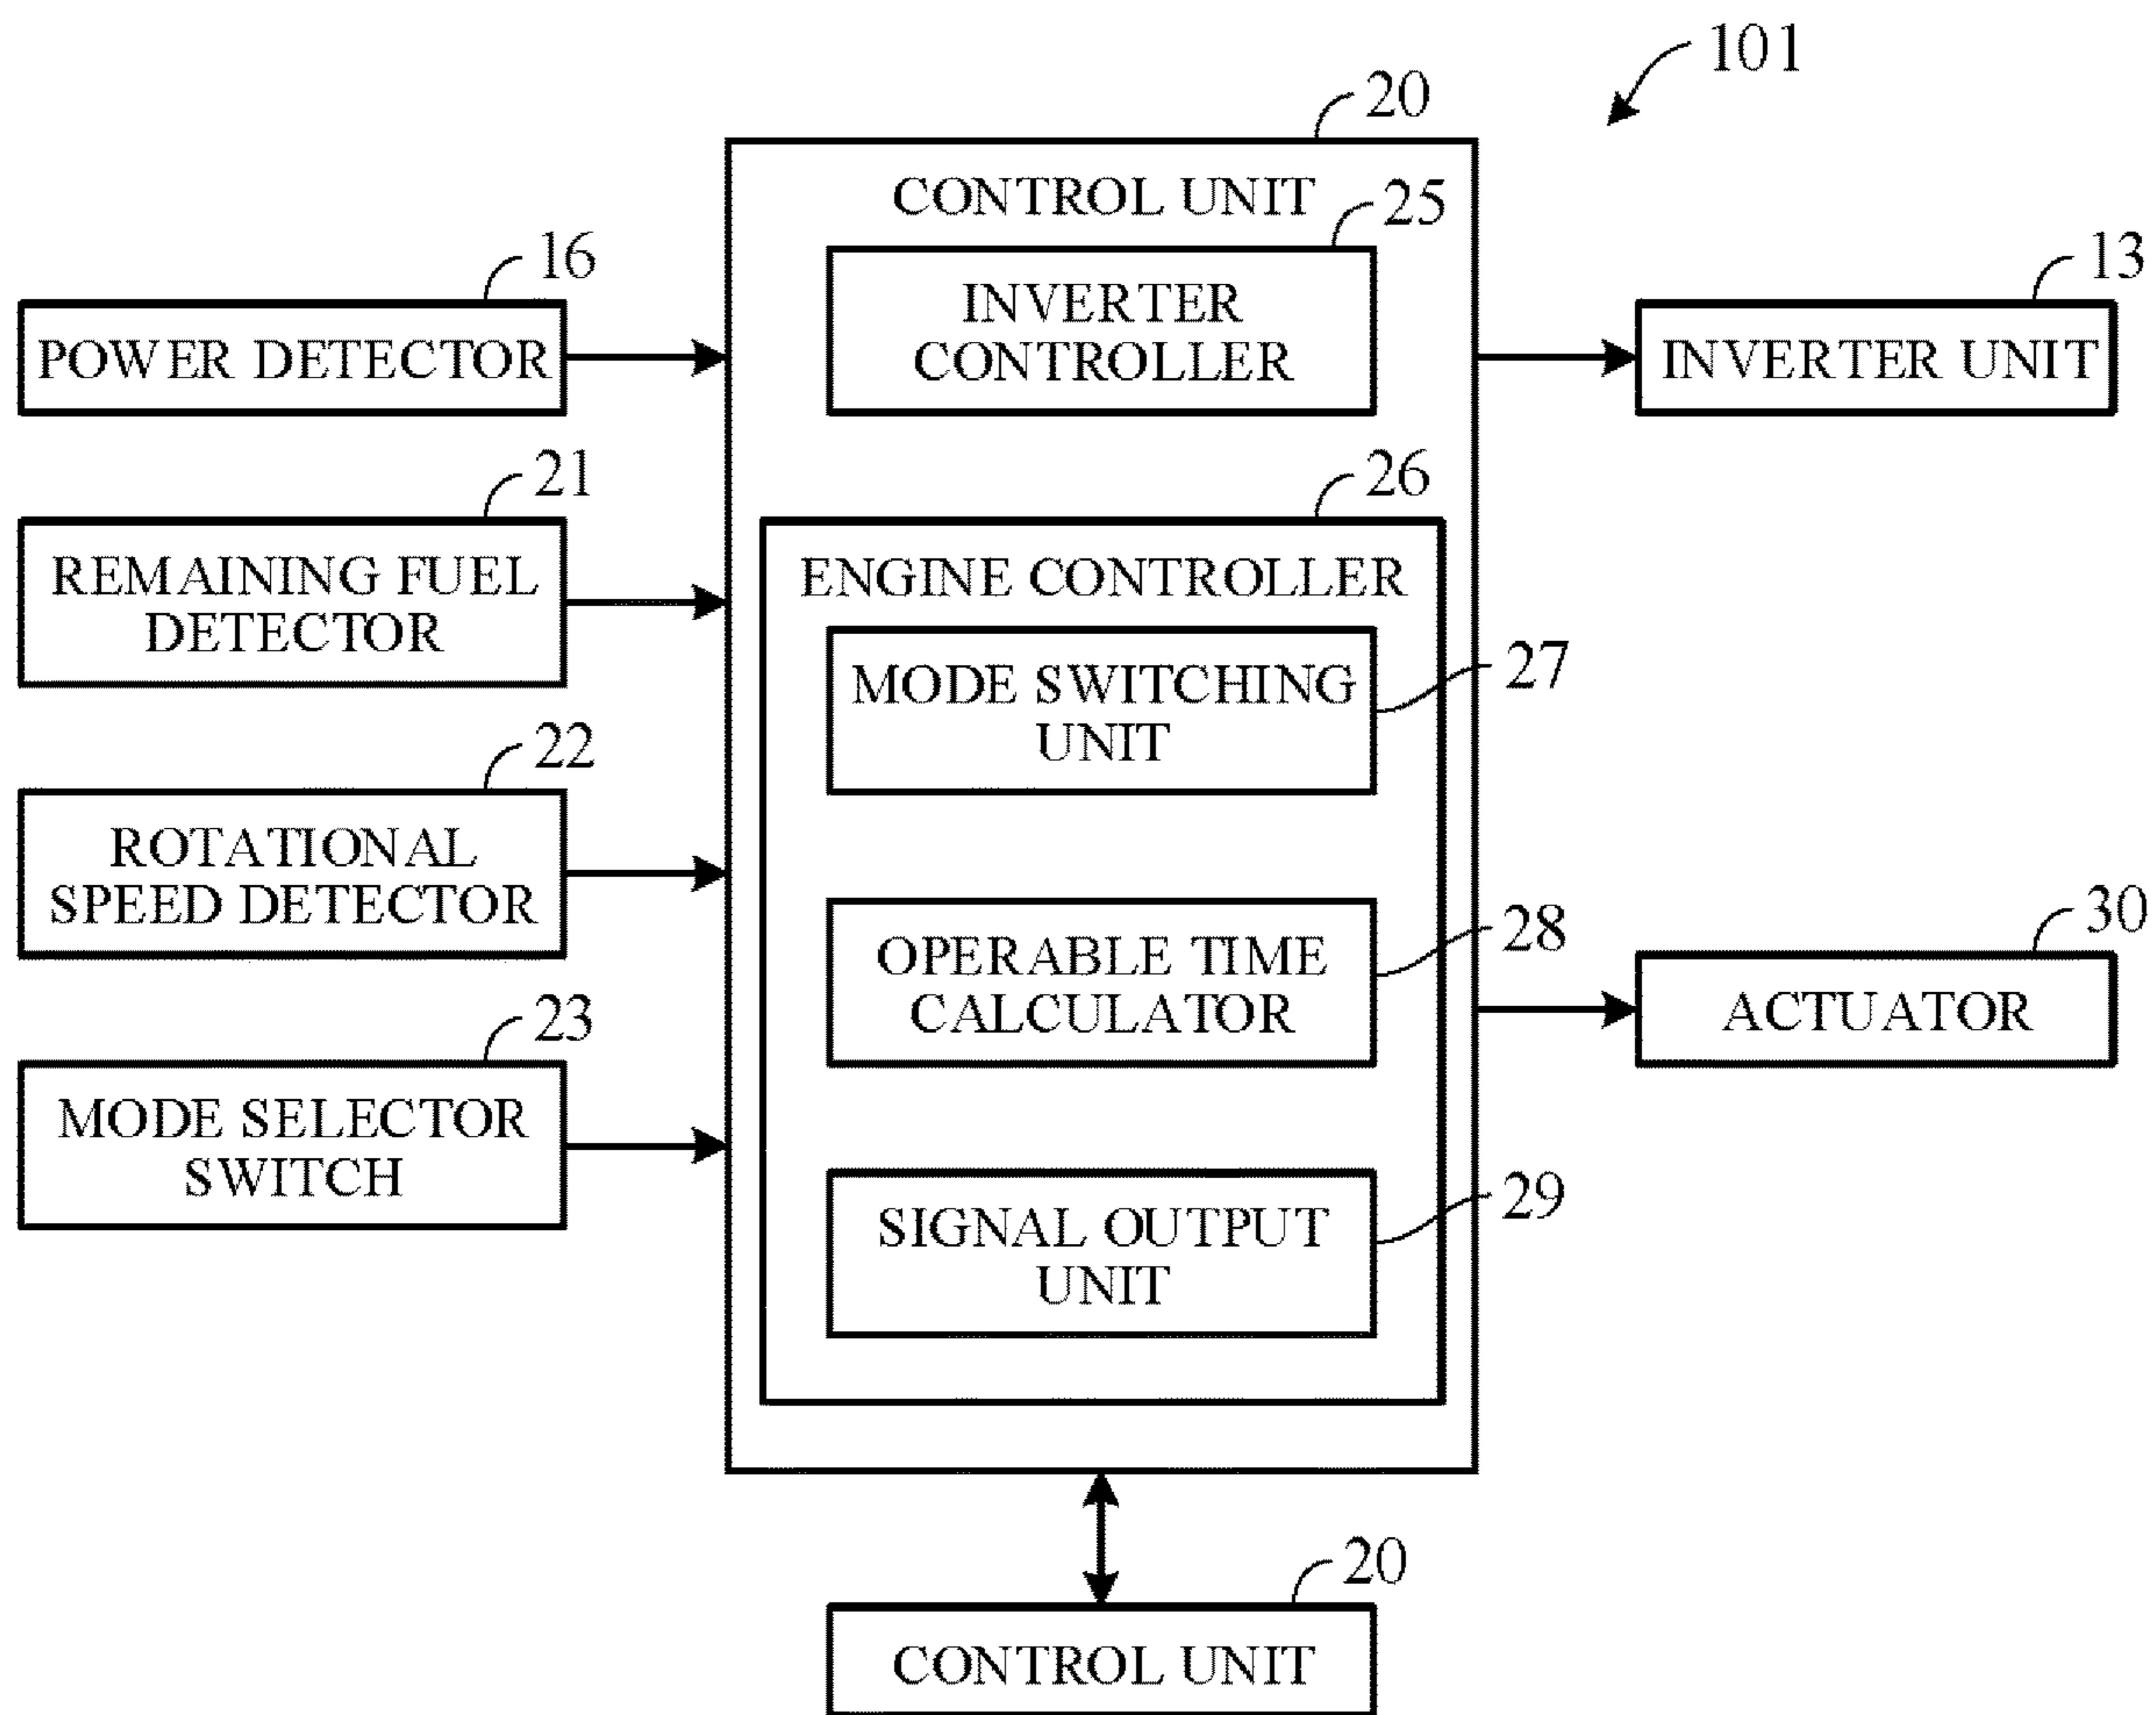 101
20
CONTROL UNIT
25
INVERTER
CONTROLLER
16
POWER DETECTOR
13
INVERTER UNIT
21
REMAINING FUEL
DETECTOR
26
ENGINE CONTROLLER
27
MODE SWITCHING
UNIT
22
ROTATIONAL
SPEED DETECTOR
28
OPERABLE TIME
CALCULATOR
30
ACTUATOR
23
MODE SELECTOR
SWITCH
29
SIGNAL OUTPUT
UNIT
20
CONTROL UNIT